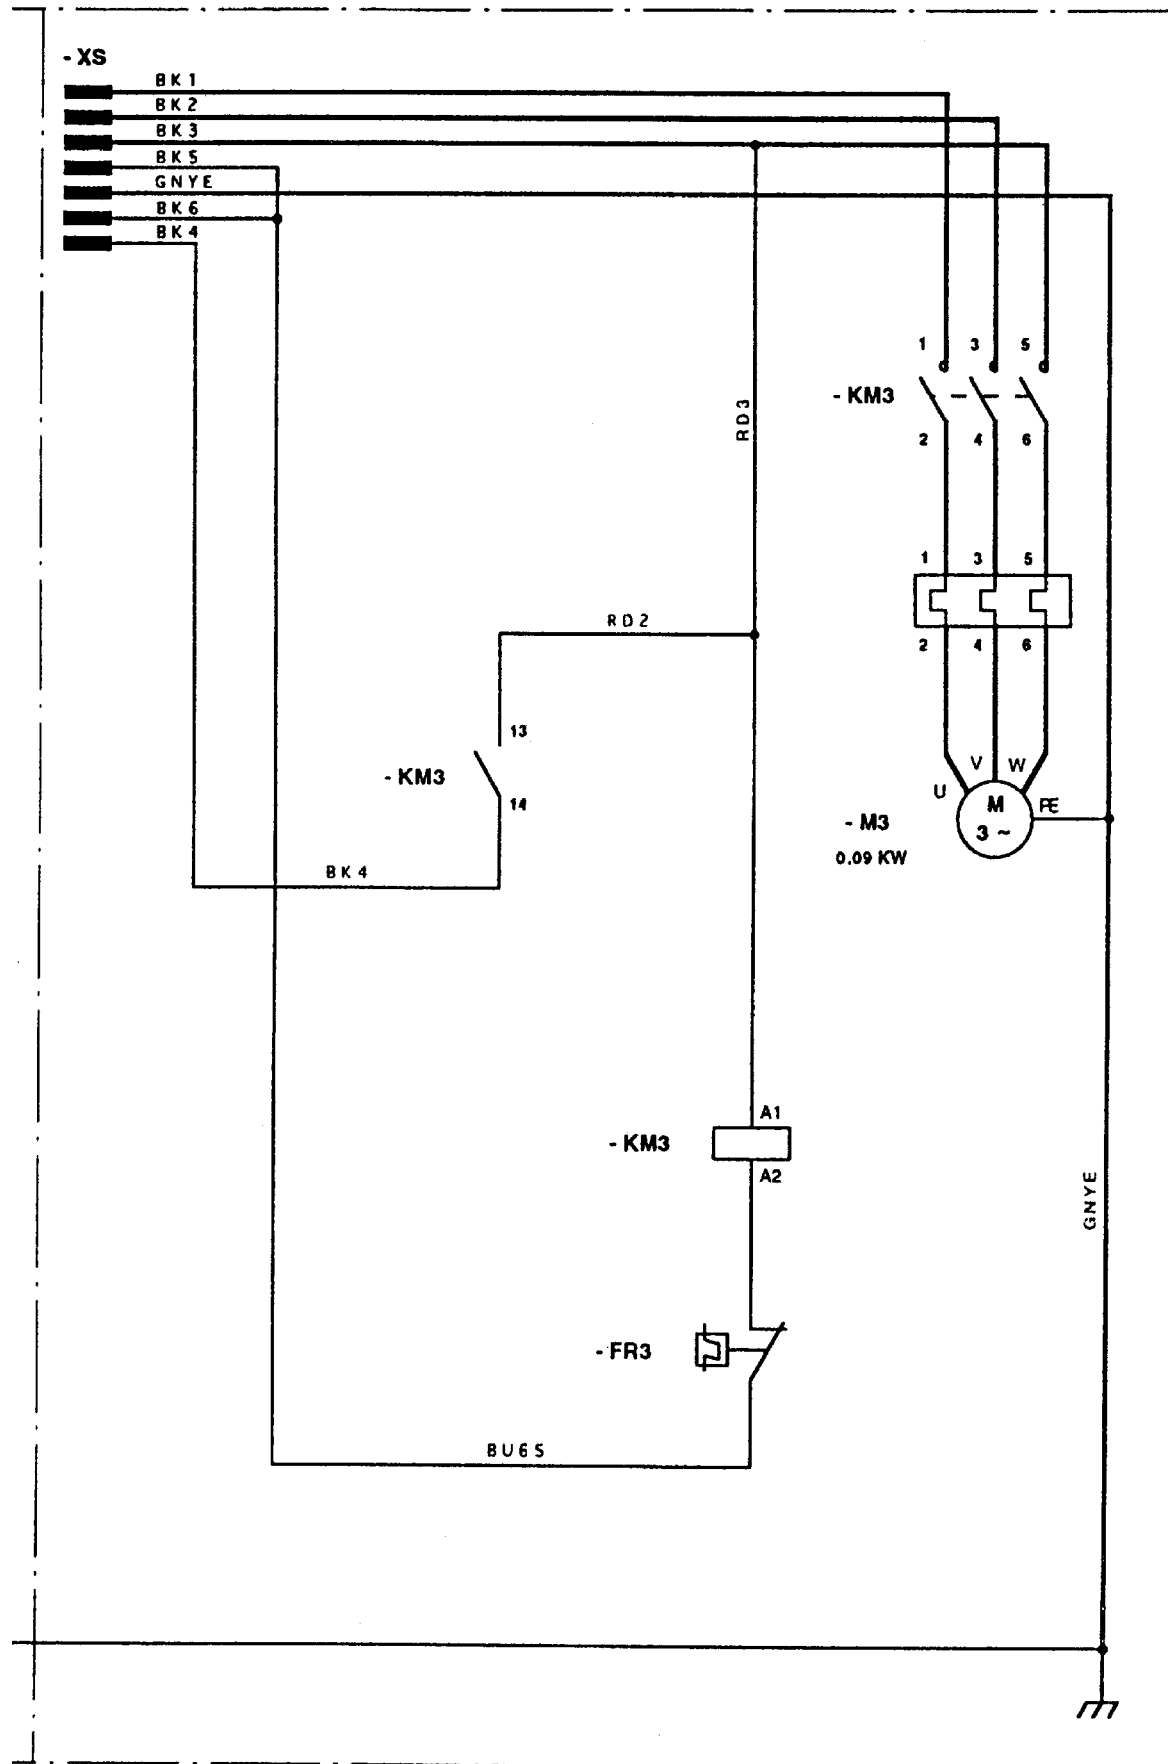 - XS
BK1
BK2
BK3
BK5
GNYE
BK6
BK4
1 3 5
- KM3
RD3
2 4 6
1 3 5
RD2
2 4 6
13
- KM3
14
U V W
M
3 ~
PE
- M3
0.09 KW
BK4
A1
- KM3
A2
GNYE
- FR3
BU6S